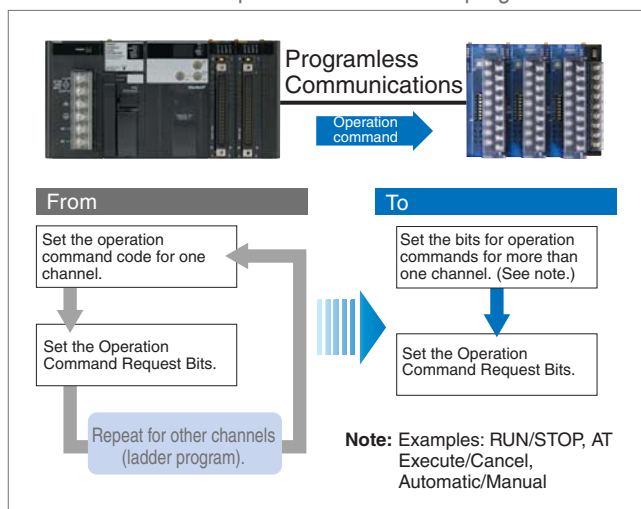 Programless
Communications
Operation
command
From
To
Set the operation
command code for one
channel.
Set the Operation
Command Request Bits.
Repeat for other channels
(ladder program).
Set the bits for operation
commands for more than
one channel. (See note.)
Set the Operation
Command Request Bits.
Note: Examples: RUN/STOP, AT
Execute/Cancel,
Automatic/Manual